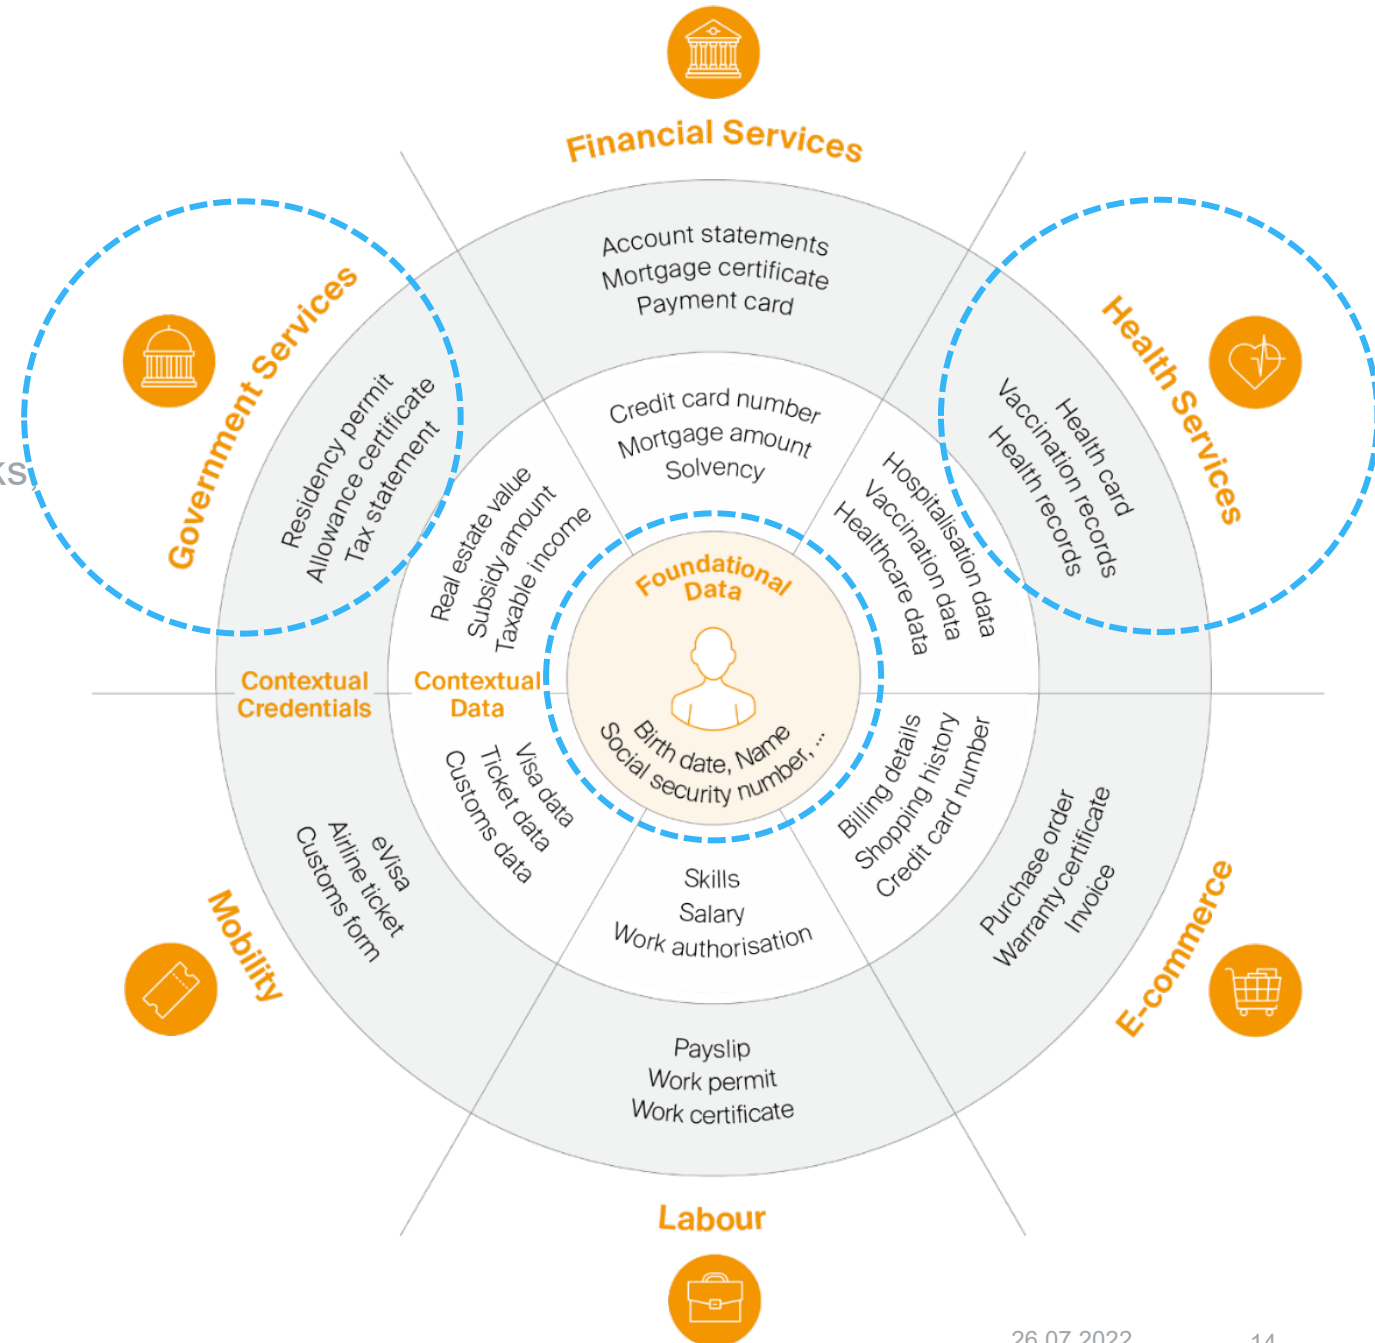 Financial Services
Account statements
Mortgage certificate
Payment card
Credit card number
Mortgage amount
Solvency
Government Services
Residency permit
Allowance certificate
Tax statement
Real estate value
Subsidy amount
Taxable income
Health Services
Health card
Vaccination records
Health records
Hospitalisation data
Vaccination data
Healthcare data
Foundational
Data
Birth date, Name
Social security number, ...
Contextual
Credentials
Contextual
Data
Mobility
eVisa
Airline ticket
Customs form
Visa data
Ticket data
Customs data
Skills
Salary
Work authorisation
Payslip
Work permit
Work certificate
Labour
Billing details
Shopping history
Credit card number
Purchase order
Warranty certificate
Invoice
E-commerce
26.07.2022
14